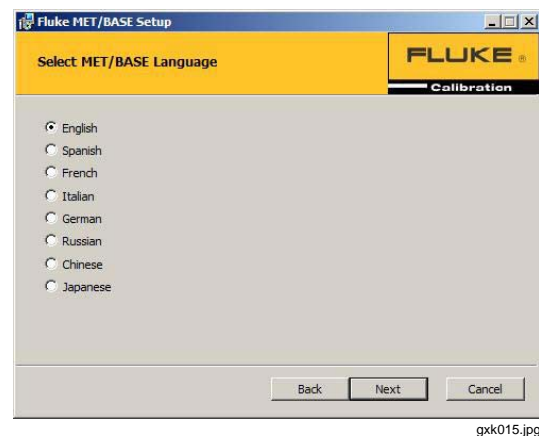 Fluke MET/BASE Setup
Select MET/BASE Language
FLUKE ®
Calibration
English
Spanish
French
Italian
German
Russian
Chinese
Japanese
Back
Next
Cancel
gxk015.jpg